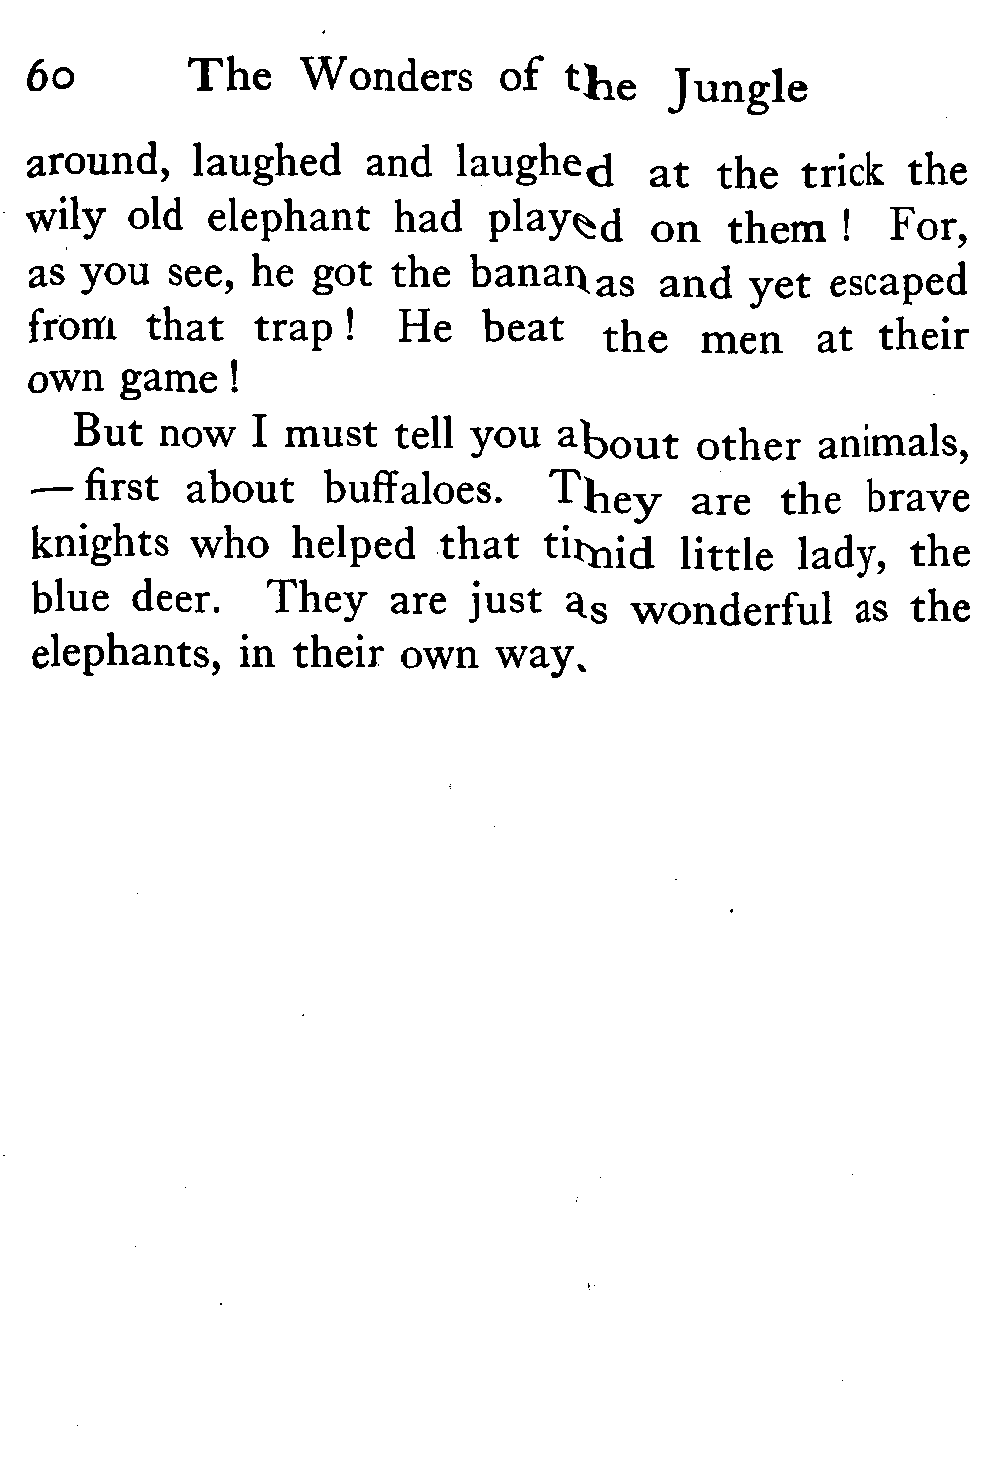 60 The Wonders of the Jungle
around, laughed and laughed at the trick the
wily old elephant had played on them ! For,
as you see, he got the bananas and yet escaped
from that trap ! He beat the men at their
own game !
But now I must tell you about other animals,
— first about buffaloes. They are the brave
knights who helped that timid little lady, the
blue deer. They are just as wonderful as the
elephants, in their own way.